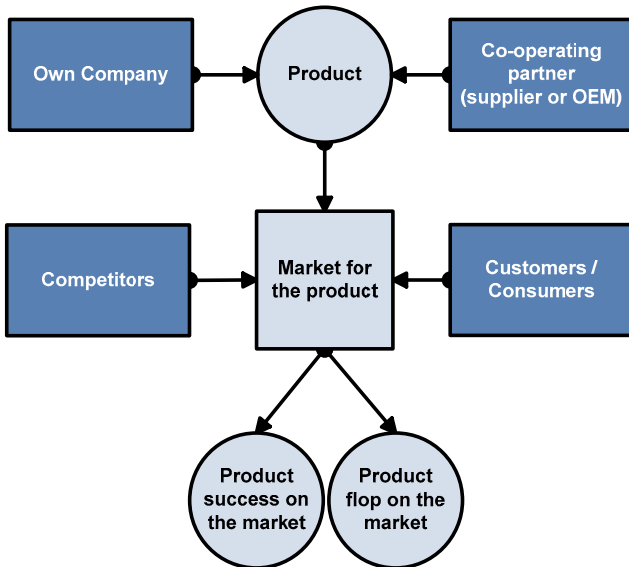 Own Company
Product
Co-operating
partner
(supplier or OEM)
Competitors
Market for
the product
Customers /
Consumers
Product
success on
the market
Product
flop on the
market